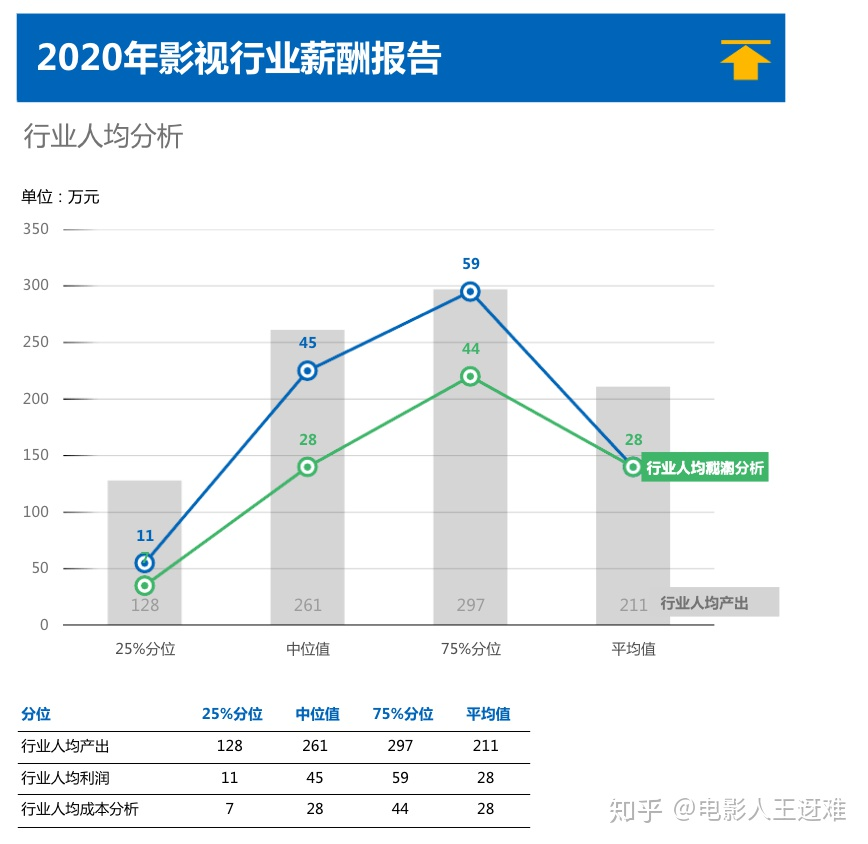 2020年影视行业薪酬报告
行业人均分析
单位：万元
350
300
250
200
150
100
50
0
59
45
44
28
28
11
7
128
261
297
211
行业人均产出
25%分位
中位值
75%分位
平均值
分位 25%分位 中位值 75%分位 平均值
行业人均产出 128 261 297 211
行业人均利润 11 45 59 28
行业人均成本分析 7 28 44 28
知乎 @电影人王迓难